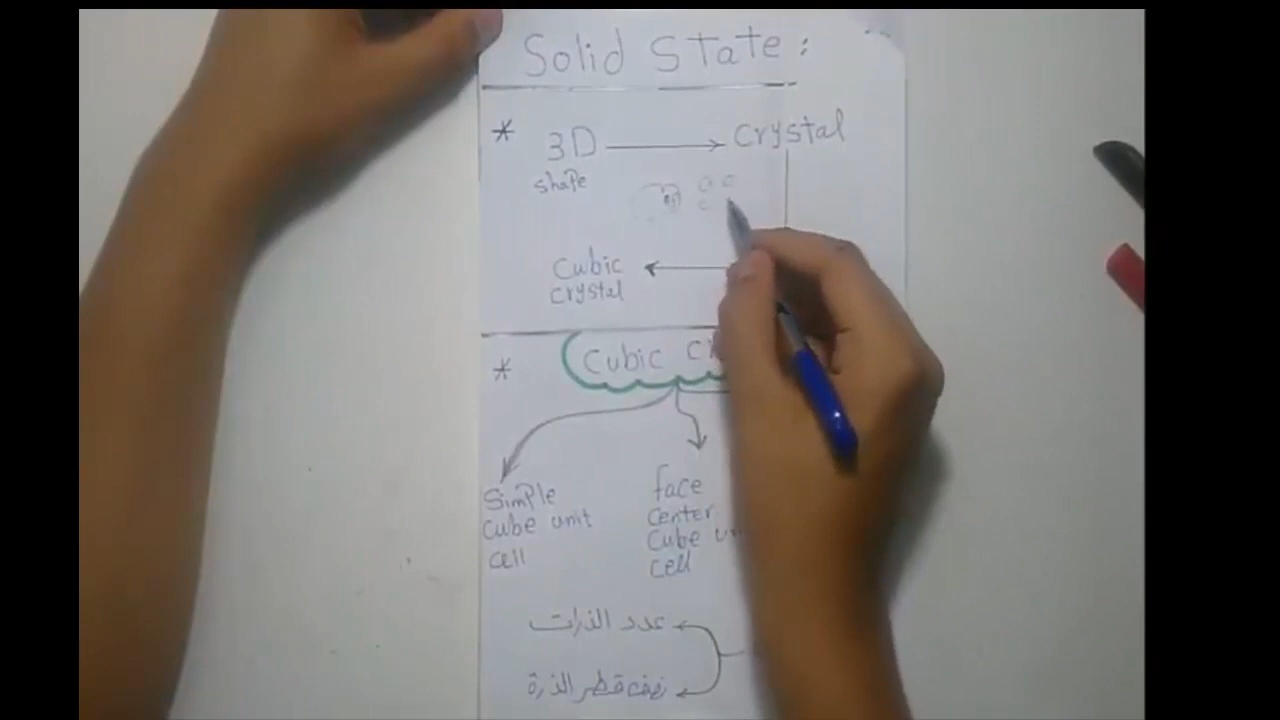 Solid State:
* 3D → Crystal
shape
Cubic ←
crystal
* Cubic
Simple
cube unit
cell
face
center
Cube
cell
عدد الذرات
نصف قطر الذرة